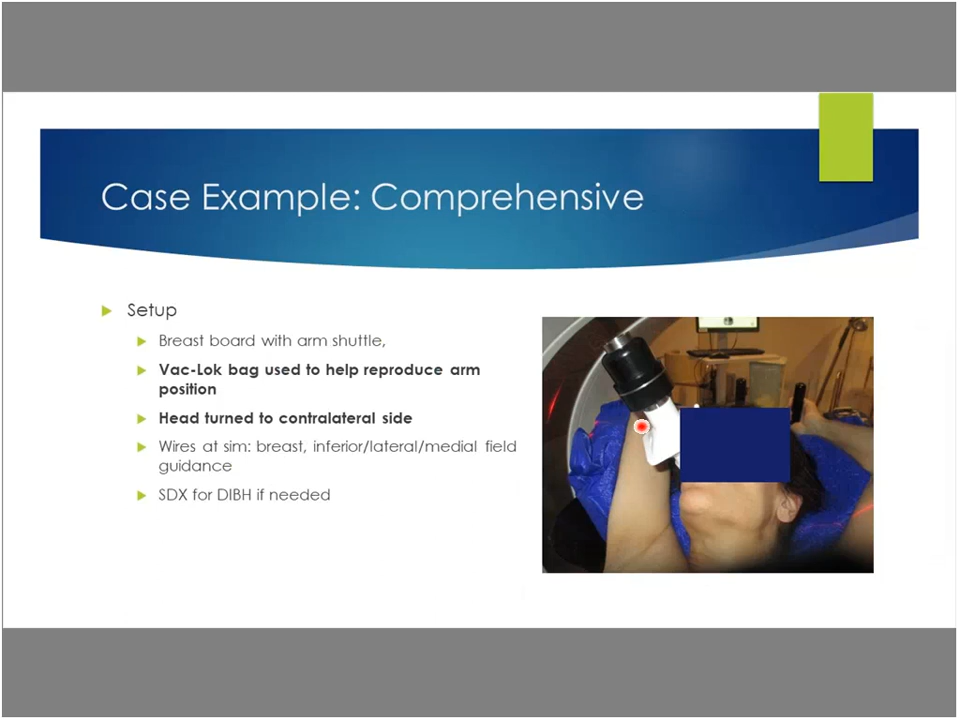 Case Example: Comprehensive
Setup
Breast board with arm shuttle,
Vac-Lok bag used to help reproduce arm
position
Head turned to contralateral side
Wires at sim: breast, inferior/lateral/medial field
guidance
SDX for DIBH if needed